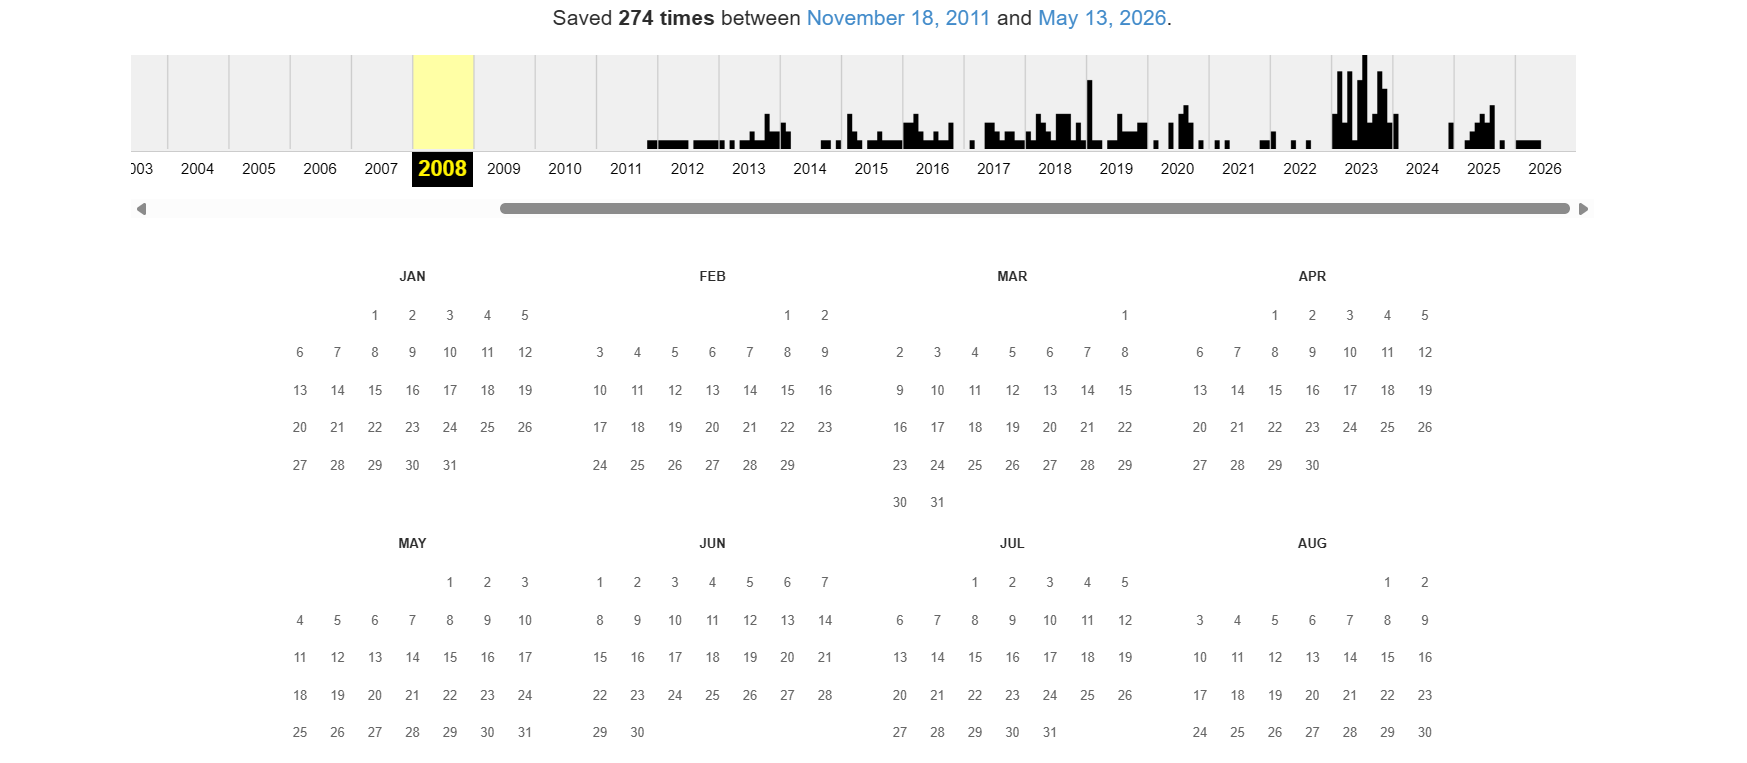 Saved 274 times between November 18, 2011 and May 13, 2026.
003 2004 2005 2006 2007 2008 2009 2010 2011 2012 2013 2014 2015 2016 2017 2018 2019 2020 2021 2022 2023 2024 2025 2026
JAN FEB MAR APR
1 2 3 4 5 1 2 1 1 2 3 4 5
6 7 8 9 10 11 12 3 4 5 6 7 8 9 2 3 4 5 6 7 8 6 7 8 9 10 11 12
13 14 15 16 17 18 19 10 11 12 13 14 15 16 9 10 11 12 13 14 15 13 14 15 16 17 18 19
20 21 22 23 24 25 26 17 18 19 20 21 22 23 16 17 18 19 20 21 22 20 21 22 23 24 25 26
27 28 29 30 31 24 25 26 27 28 29 23 24 25 26 27 28 29 27 28 29 30
30 31
MAY JUN JUL AUG
1 2 3 1 2 3 4 5 6 7 1 2 3 4 5 1 2
4 5 6 7 8 9 10 8 9 10 11 12 13 14 6 7 8 9 10 11 12 3 4 5 6 7 8 9
11 12 13 14 15 16 17 15 16 17 18 19 20 21 13 14 15 16 17 18 19 10 11 12 13 14 15 16
18 19 20 21 22 23 24 22 23 24 25 26 27 28 20 21 22 23 24 25 26 17 18 19 20 21 22 23
25 26 27 28 29 30 31 29 30 27 28 29 30 31 24 25 26 27 28 29 30